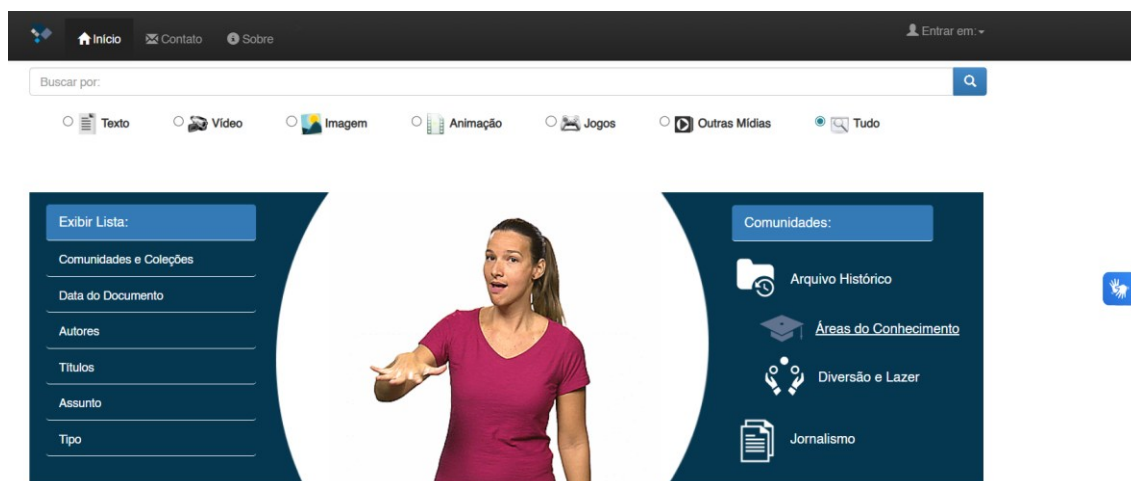 Início Contato Sobre Entrar em:
Buscar por:
Texto Vídeo Imagem Animação Jogos Outras Mídias Tudo
Exibir Lista:
Comunidades e Coleções
Data do Documento
Autores
Títulos
Assunto
Tipo
Comunidades:
Arquivo Histórico
Áreas do Conhecimento
Diversão e Lazer
Jornalismo